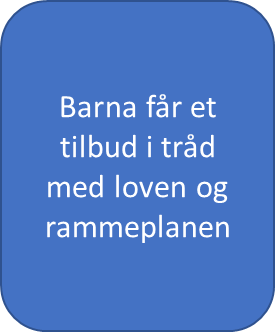 Barna får et
tilbud i tråd
med loven og
rammeplanen